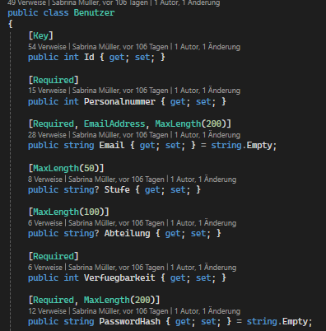 49 Verweise | Sabrina Müller, vor 106 Tagen | 1 Autor, 1 Änderung
public class Benutzer
{
[Key]
54 Verweise | Sabrina Müller, vor 106 Tagen | 1 Autor, 1 Änderung
public int Id { get; set; }
[Required]
15 Verweise | Sabrina Müller, vor 106 Tagen | 1 Autor, 1 Änderung
public int Personalnummer { get; set; }
[Required, EmailAddress, MaxLength(200)]
28 Verweise | Sabrina Müller, vor 106 Tagen | 1 Autor, 1 Änderung
public string Email { get; set; } = string.Empty;
[MaxLength(50)]
8 Verweise | Sabrina Müller, vor 106 Tagen | 1 Autor, 1 Änderung
public string? Stufe { get; set; }
[MaxLength(100)]
6 Verweise | Sabrina Müller, vor 106 Tagen | 1 Autor, 1 Änderung
public string? Abteilung { get; set; }
[Required]
6 Verweise | Sabrina Müller, vor 106 Tagen | 1 Autor, 1 Änderung
public int Verfuegbarkeit { get; set; }
[Required, MaxLength(200)]
12 Verweise | Sabrina Müller, vor 106 Tagen | 1 Autor, 1 Änderung
public string PasswordHash { get; set; } = string.Empty;